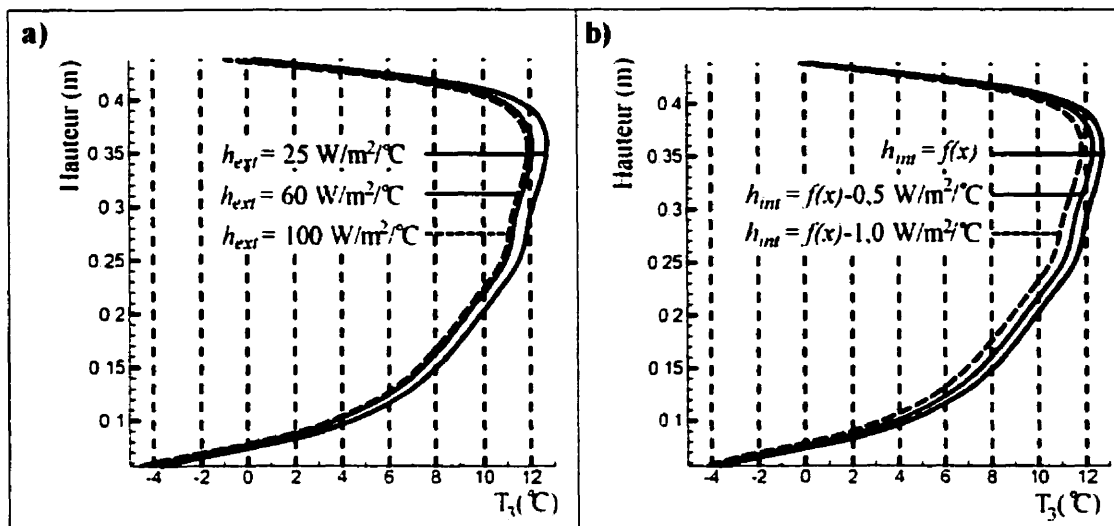 a)
Hauteur (m)
0.4
0.35
0.3
0.25
0.2
0.15
0.1
h_ext = 25 W/m²/°C
h_ext = 60 W/m²/°C
h_ext = 100 W/m²/°C
-4 -2 0 2 4 6 8 10 12
T₃(°C)
b)
Hauteur (m)
0.4
0.35
0.3
0.25
0.2
0.15
0.1
h_int = f(x)
h_int = f(x)-0,5 W/m²/°C
h_int = f(x)-1,0 W/m²/°C
-4 -2 0 2 4 6 8 10 12
T₃(°C)